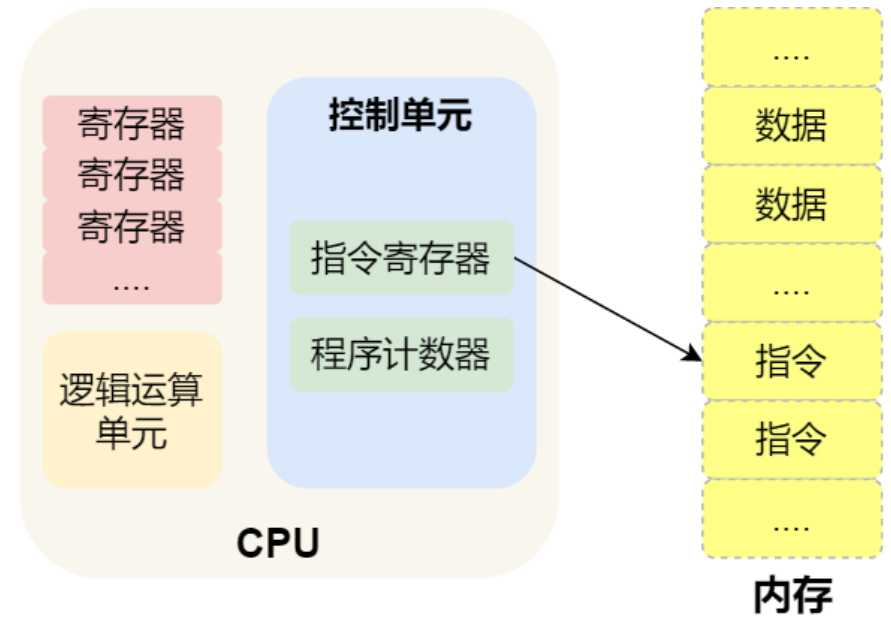 寄存器
寄存器
寄存器
....
逻辑运算
单元
控制单元
指令寄存器
程序计数器
CPU
....
数据
数据
....
指令
指令
....
内存